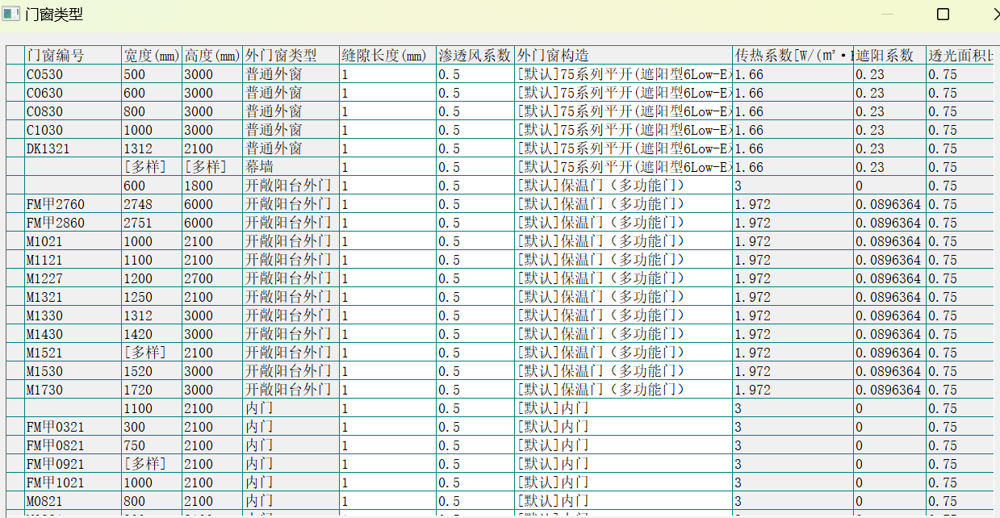 门窗类型
门窗编号 宽度(mm) 高度(mm) 外门窗类型 缝隙长度(mm) 渗透风系数 外门窗构造 传热系数[W/(㎡· 遮阳系数 透光面积
C0530 500 3000 普通外窗 1 0.5 [默认]75系列平开(遮阳型6Low-E 1.66 0.23 0.75
C0630 600 3000 普通外窗 1 0.5 [默认]75系列平开(遮阳型6Low-E 1.66 0.23 0.75
C0830 800 3000 普通外窗 1 0.5 [默认]75系列平开(遮阳型6Low-E 1.66 0.23 0.75
C1030 1000 3000 普通外窗 1 0.5 [默认]75系列平开(遮阳型6Low-E 1.66 0.23 0.75
DK1321 1312 2100 普通外窗 1 0.5 [默认]75系列平开(遮阳型6Low-E 1.66 0.23 0.75
[多样] [多样] 幕墙 1 0.5 [默认]75系列平开(遮阳型6Low-E 1.66 0.23 0.75
600 1800 开敞阳台外门 1 0.5 [默认]保温门（多功能门） 3 0 0.75
FM甲2760 2748 6000 开敞阳台外门 1 0.5 [默认]保温门（多功能门） 1.972 0.0896364 0.75
FM甲2860 2751 6000 开敞阳台外门 1 0.5 [默认]保温门（多功能门） 1.972 0.0896364 0.75
M1021 1000 2100 开敞阳台外门 1 0.5 [默认]保温门（多功能门） 1.972 0.0896364 0.75
M1121 1100 2100 开敞阳台外门 1 0.5 [默认]保温门（多功能门） 1.972 0.0896364 0.75
M1227 1200 2700 开敞阳台外门 1 0.5 [默认]保温门（多功能门） 1.972 0.0896364 0.75
M1321 1250 2100 开敞阳台外门 1 0.5 [默认]保温门（多功能门） 1.972 0.0896364 0.75
M1330 1312 3000 开敞阳台外门 1 0.5 [默认]保温门（多功能门） 1.972 0.0896364 0.75
M1430 1420 3000 开敞阳台外门 1 0.5 [默认]保温门（多功能门） 1.972 0.0896364 0.75
M1521 [多样] 2100 开敞阳台外门 1 0.5 [默认]保温门（多功能门） 1.972 0.0896364 0.75
M1530 1520 3000 开敞阳台外门 1 0.5 [默认]保温门（多功能门） 1.972 0.0896364 0.75
M1730 1720 3000 开敞阳台外门 1 0.5 [默认]保温门（多功能门） 1.972 0.0896364 0.75
1100 2100 内门 1 0.5 [默认]内门 3 0 0.75
FM甲0321 300 2100 内门 1 0.5 [默认]内门 3 0 0.75
FM甲0821 750 2100 内门 1 0.5 [默认]内门 3 0 0.75
FM甲0921 [多样] 2100 内门 1 0.5 [默认]内门 3 0 0.75
FM甲1021 1000 2100 内门 1 0.5 [默认]内门 3 0 0.75
M0821 800 2100 内门 1 0.5 [默认]内门 3 0 0.75